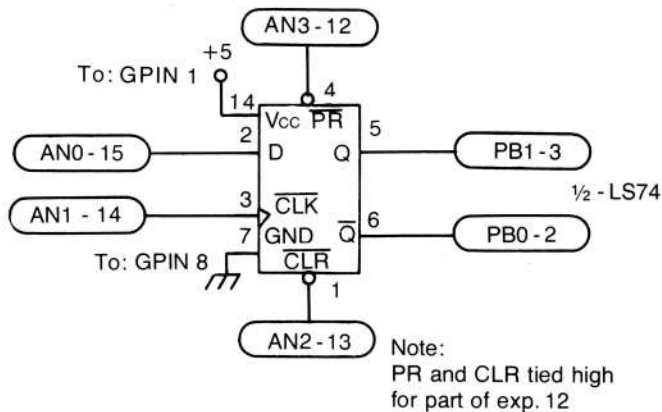 AN3-12
+5
To: GPIN 1
4
14
Vcc PR
5
2
AN0-15
D
Q
PB1-3
½ -LS74
3
AN1 - 14
CLK
6
7
GND
Q
PB0-2
To: GPIN 8
CLR
1
AN2-13
Note:
PR and CLR tied high
for part of exp. 12